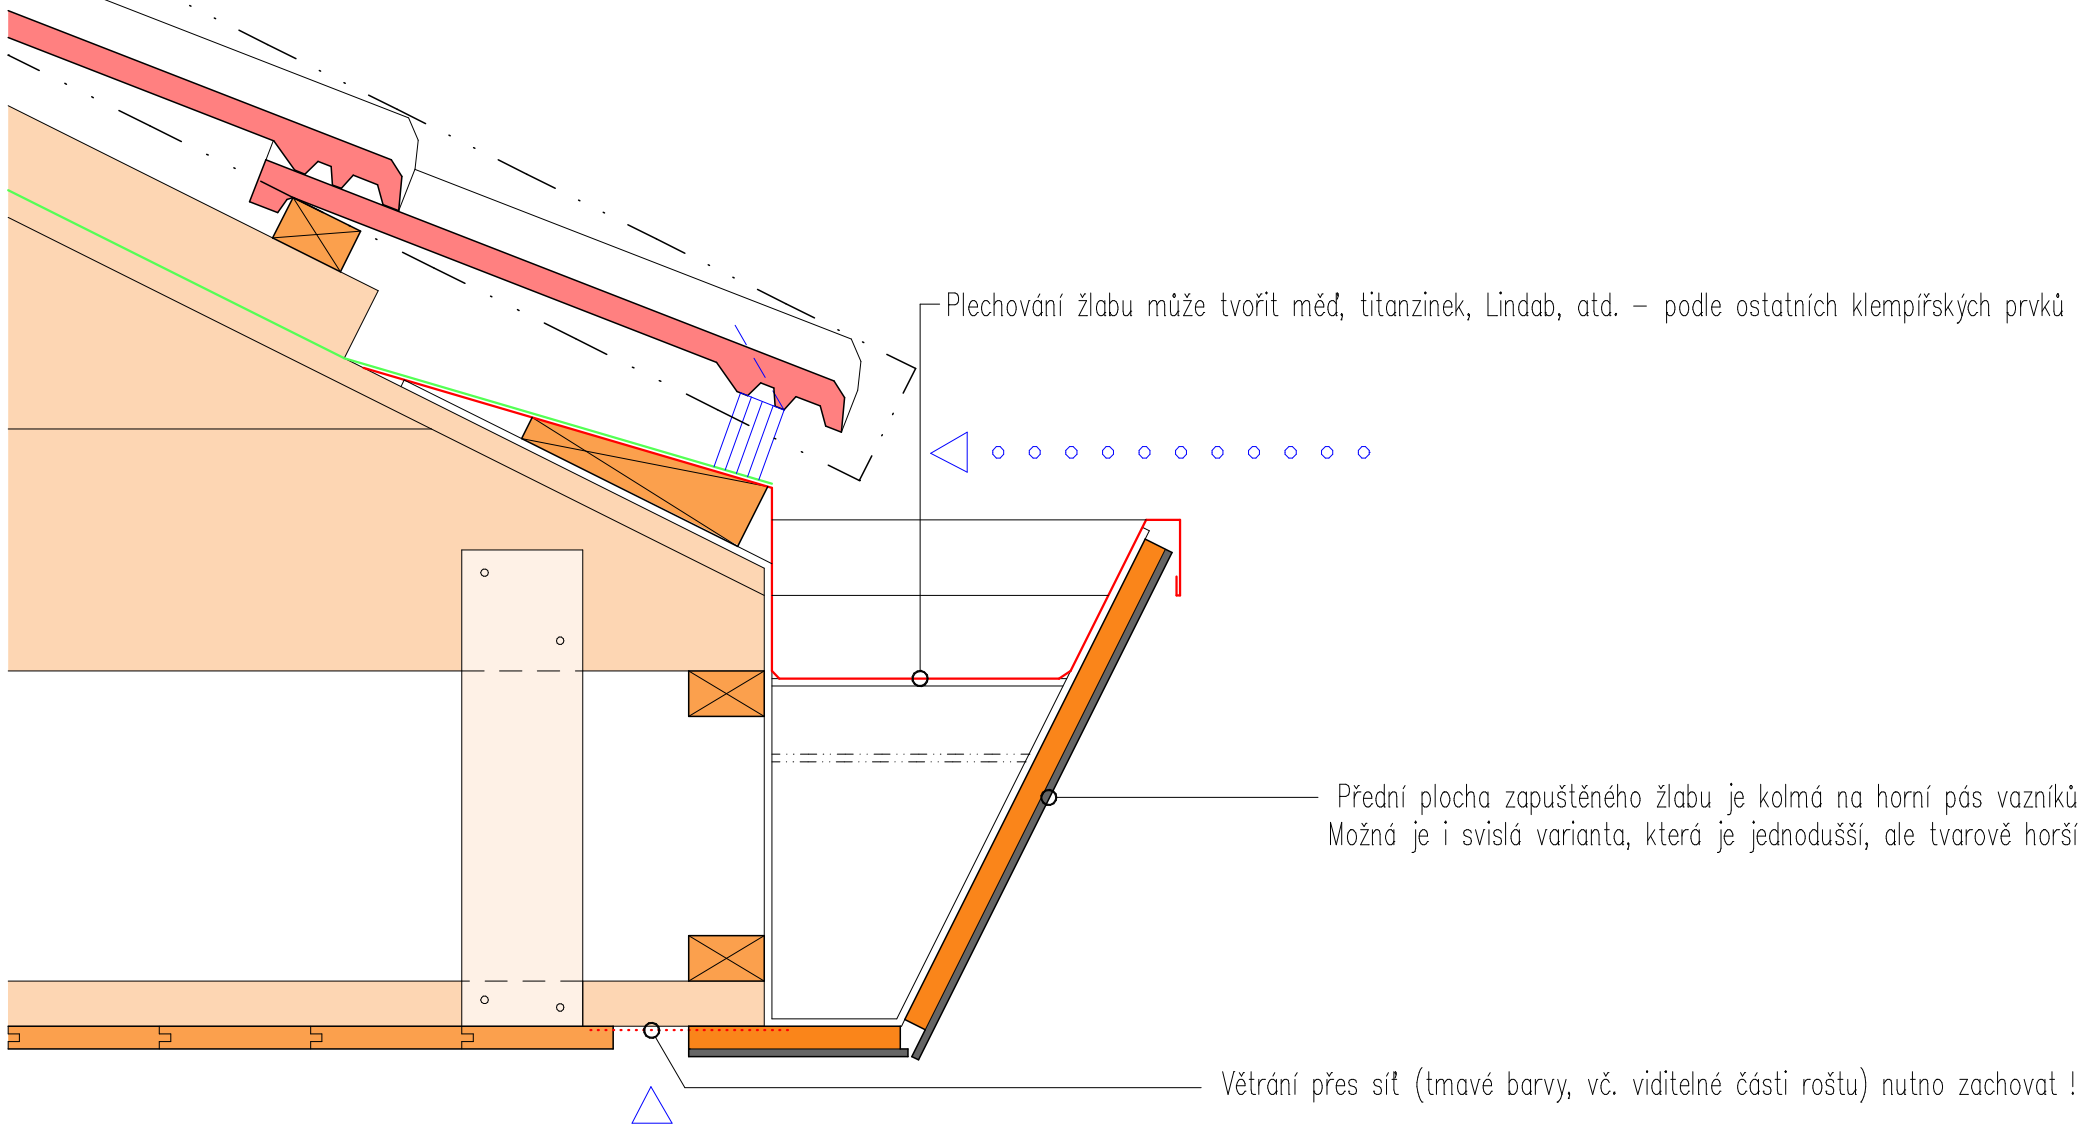 Plechování žlabu může tvořit měď, titanzinek, Lindab, atd. – podle ostatních klempířských prvků
Přední plocha zapuštěného žlabu je kolmá na horní pás vazníků
Možná je i svislá varianta, která je jednodušší, ale tvarově horší
Větrání přes síť (tmavé barvy, vč. viditelné části roštu) nutno zachovat !